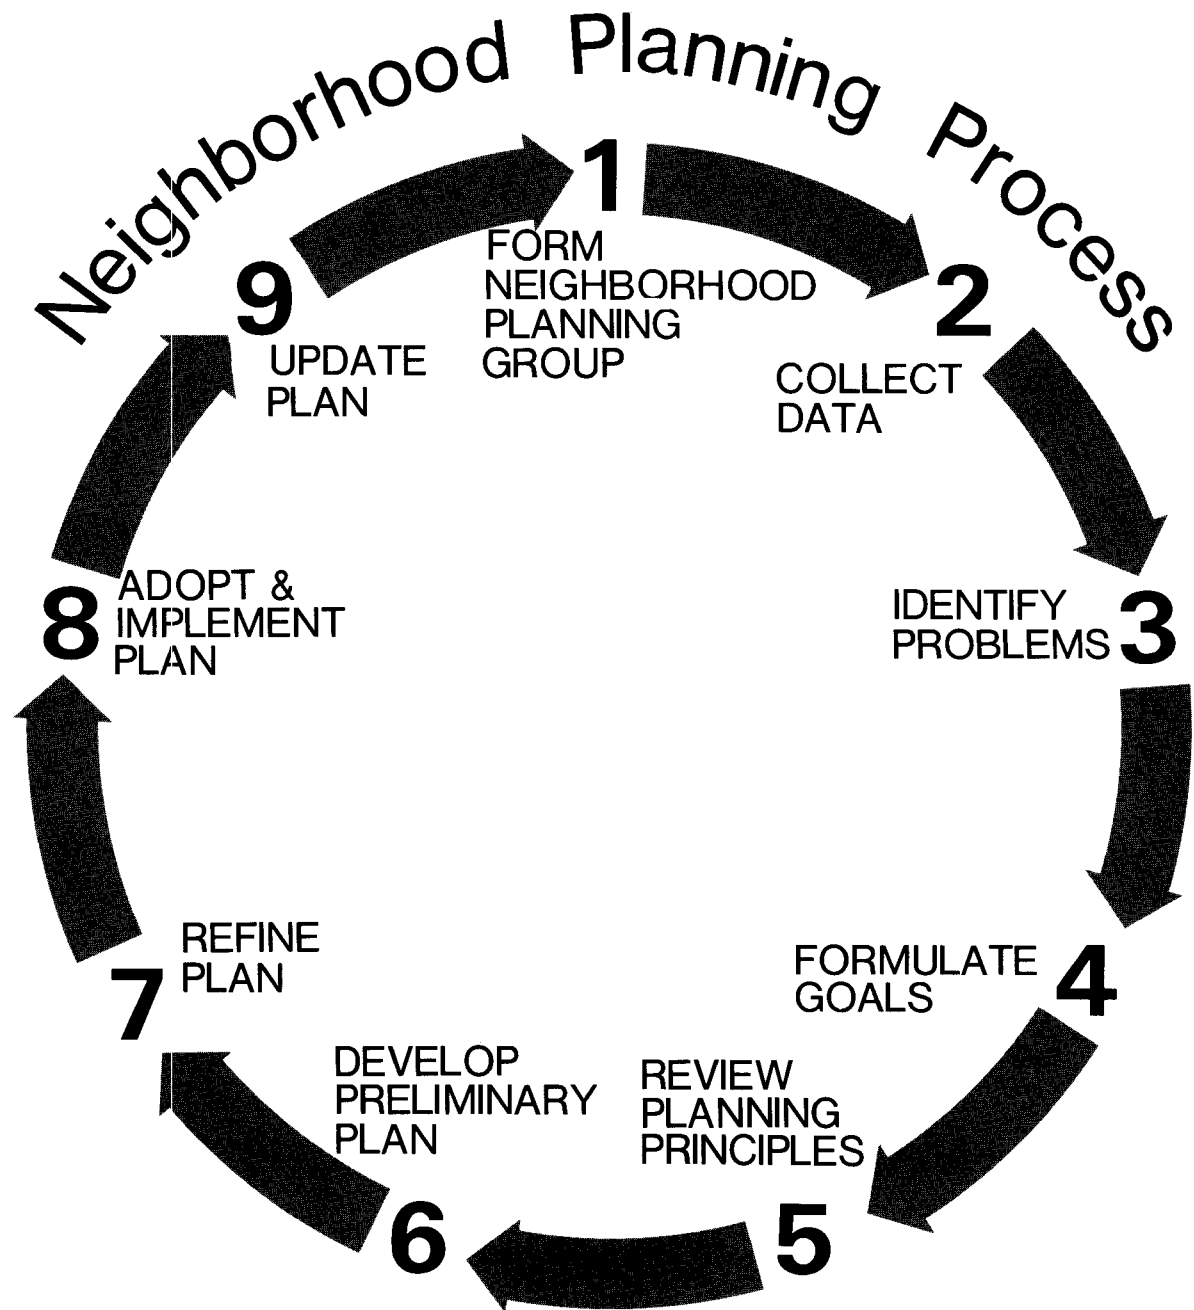 Neighborhood Planning Process
1
FORM
NEIGHBORHOOD
PLANNING
GROUP
2
COLLECT
DATA
3
IDENTIFY
PROBLEMS
4
FORMULATE
GOALS
5
REVIEW
PLANNING
PRINCIPLES
6
DEVELOP
PRELIMINARY
PLAN
7
REFINE
PLAN
8
ADOPT &
IMPLEMENT
PLAN
9
UPDATE
PLAN